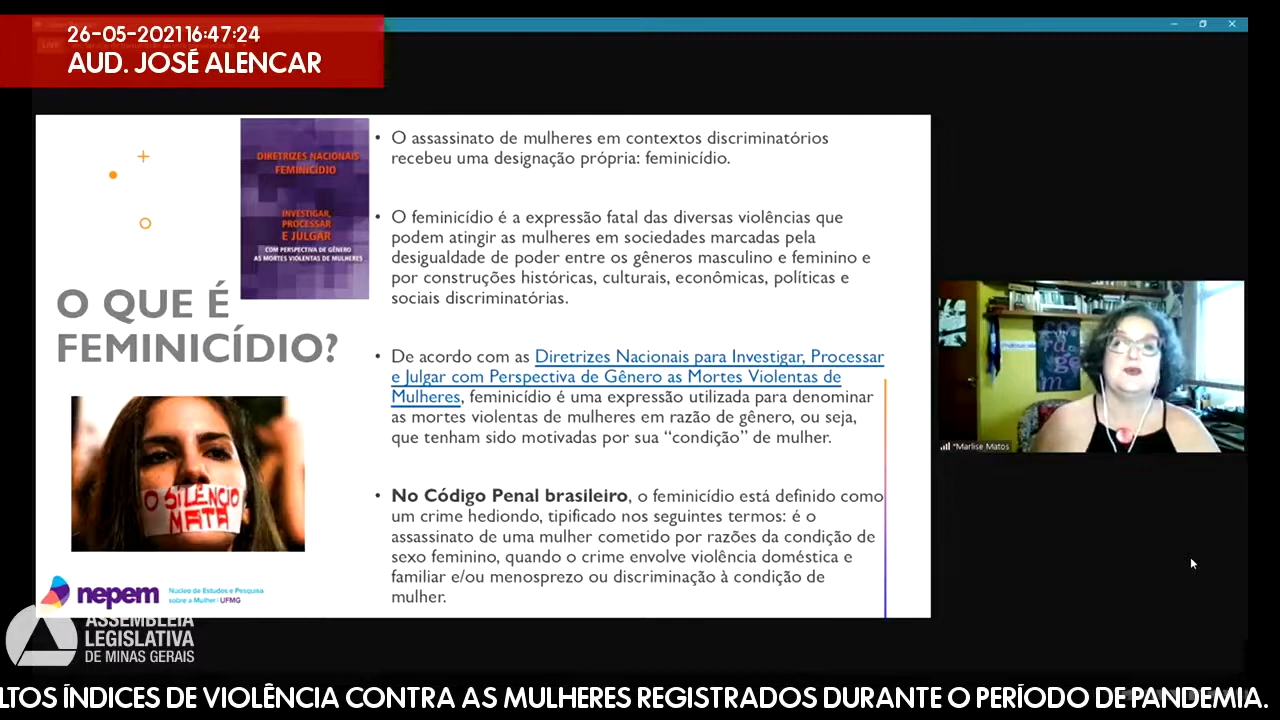 26-05-2021 16:47:24
AUD. JOSÉ ALENCAR
DIRETRIZES NACIONAIS
FEMINICÍDIO
INVESTIGAR,
PROCESSAR
E JULGAR
COM PERSPECTIVA DE GÊNERO
AS MORTES VIOLENTAS DE MULHERES
O QUE É
FEMINICÍDIO?
O SILÊNCIO
MATA
nepem
Núcleo de Estudos e Pesquisa
sobre a Mulher - UFMG
• O assassinato de mulheres em contextos discriminatórios
recebeu uma designação própria: feminicídio.
• O feminicídio é a expressão fatal das diversas violências que
podem atingir as mulheres em sociedades marcadas pela
desigualdade de poder entre os gêneros masculino e feminino e
por construções históricas, culturais, econômicas, políticas e
sociais discriminatórias.
• De acordo com as Diretrizes Nacionais para Investigar, Processar
e Julgar com Perspectiva de Gênero as Mortes Violentas de
Mulheres, feminicídio é uma expressão utilizada para denominar
as mortes violentas de mulheres em razão de gênero, ou seja,
que tenham sido motivadas por sua “condição” de mulher.
• No Código Penal brasileiro, o feminicídio está definido como
um crime hediondo, tipificado nos seguintes termos: é o
assassinato de uma mulher cometido por razões da condição de
sexo feminino, quando o crime envolve violência doméstica e
familiar e/ou menosprezo ou discriminação à condição de
mulher.
*Marlise Matos
ASSEMBLEIA
LEGISLATIVA
DE MINAS GERAIS
LTOS ÍNDICES DE VIOLÊNCIA CONTRA AS MULHERES REGISTRADOS DURANTE O PERÍODO DE PANDEMIA.